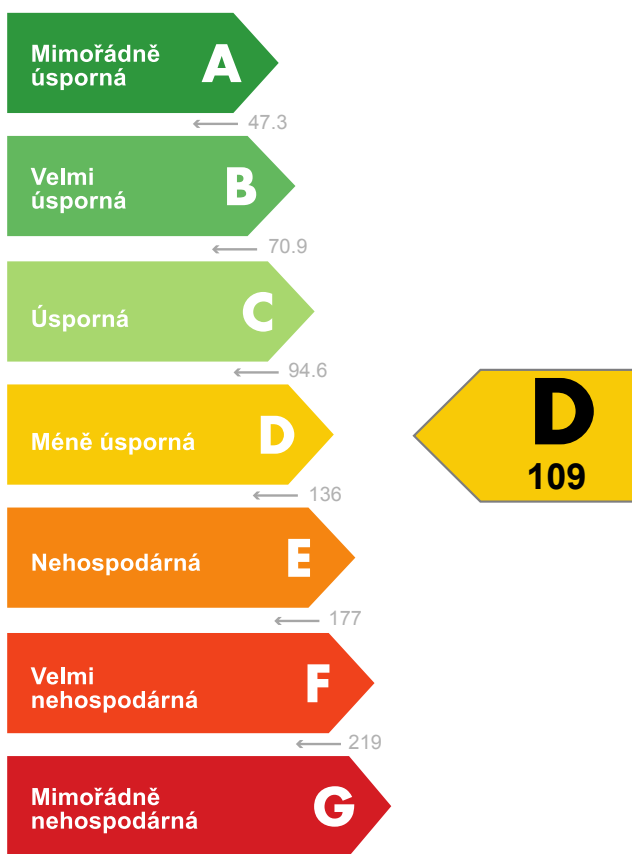 Mimořádně
úsporná
A
← 47.3
Velmi
úsporná
B
← 70.9
Úsporná
C
← 94.6
Méně úsporná
D
D
109
← 136
Nehospodárná
E
← 177
Velmi
nehospodárná
F
← 219
Mimořádně
nehospodárná
G